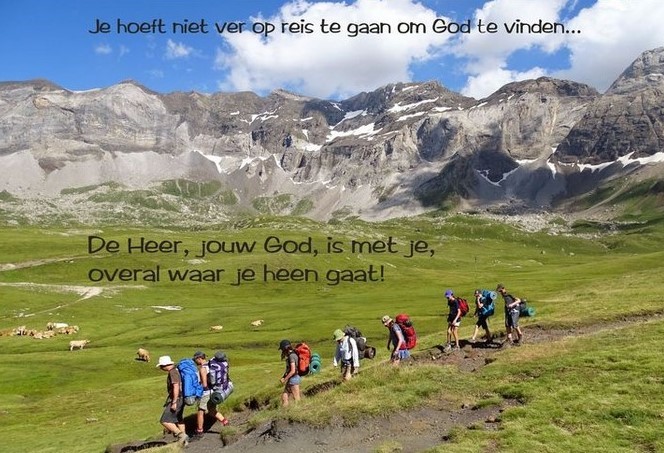 Je hoeft niet ver op reis te gaan om God te vinden...
De Heer, jouw God, is met je,
overal waar je heen gaat!